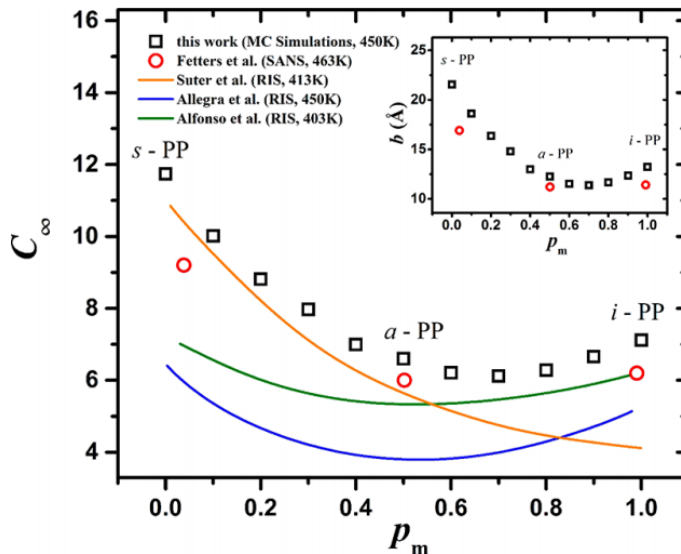 16
14
12
10
8
6
4
C∞
this work (MC Simulations, 450K)
Fetters et al. (SANS, 463K)
Suter et al. (RIS, 413K)
Allegra et al. (RIS, 450K)
Alfonso et al. (RIS, 403K)
s - PP
a - PP
i - PP
0.0 0.2 0.4 0.6 0.8 1.0
pm
25
20
15
10
b (Å)
s - PP
a - PP
i - PP
0.0 0.2 0.4 0.6 0.8 1.0
pm